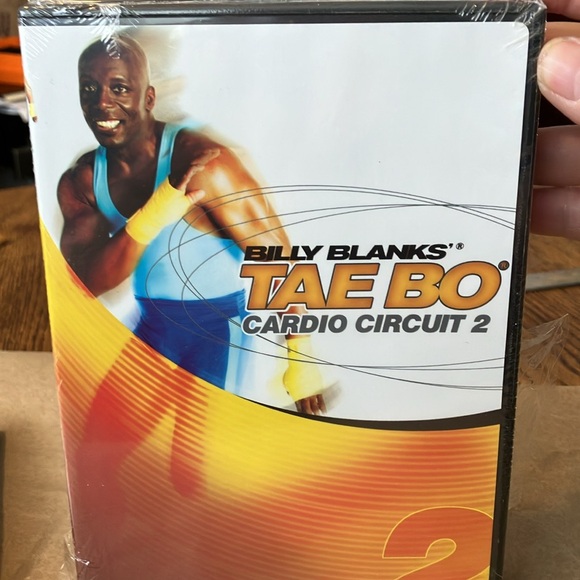 BILLY BLANKS'®
TAE BO®
CARDIO CIRCUIT 2
2